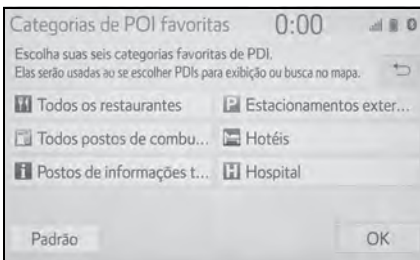 Categorias de POI favoritas 0:00
Escolha suas seis categorias favoritas de PDI.
Elas serão usadas ao se escolher PDIs para exibição ou busca no mapa.
Todos os restaurantes
P Estacionamentos exter...
Todos postos de combu...
Hotéis
i Postos de informações t...
H Hospital
Padrão
OK